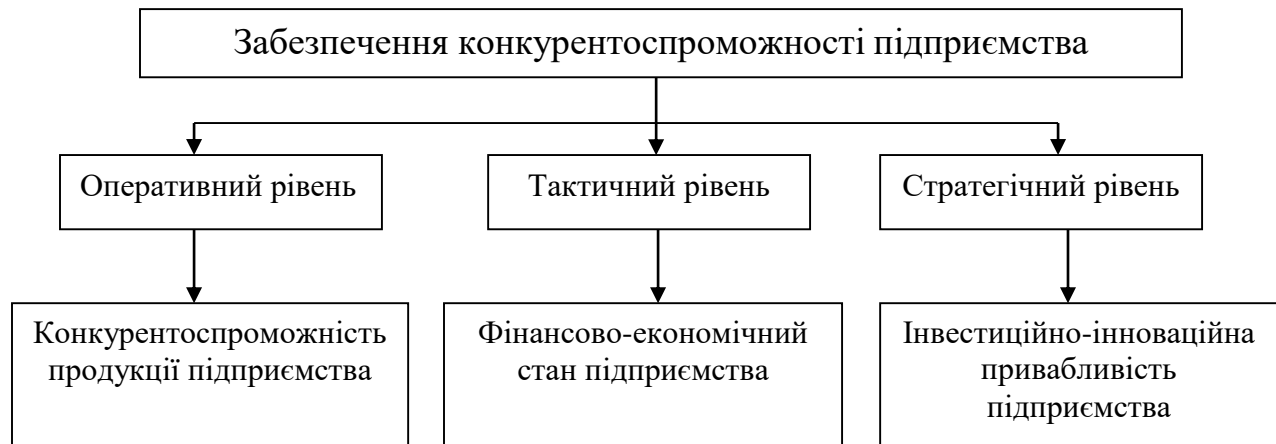 Забезпечення конкурентоспроможності підприємства
Оперативний рівень
Тактичний рівень
Стратегічний рівень
Конкурентоспроможність
продукції підприємства
Фінансово-економічний
стан підприємства
Інвестиційно-інноваційна
привабливість
підприємства